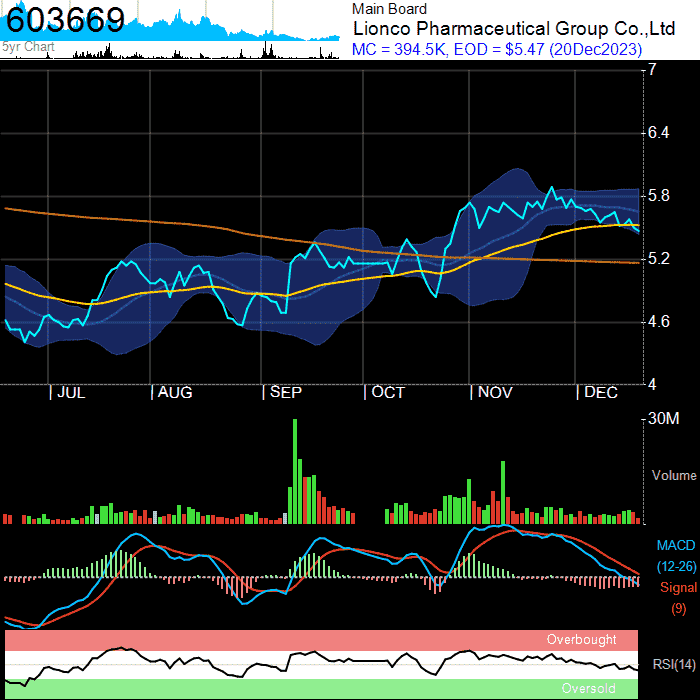 603669
5yr Chart
Main Board
Lionco Pharmaceutical Group Co.,Ltd
MC = 394.5K, EOD = $5.47 (20Dec2023)
7
6.4
5.8
5.2
4.6
4
JUL
AUG
SEP
OCT
NOV
DEC
30M
Volume
MACD
(12-26)
Signal
(9)
Overbought
RSI(14)
Oversold